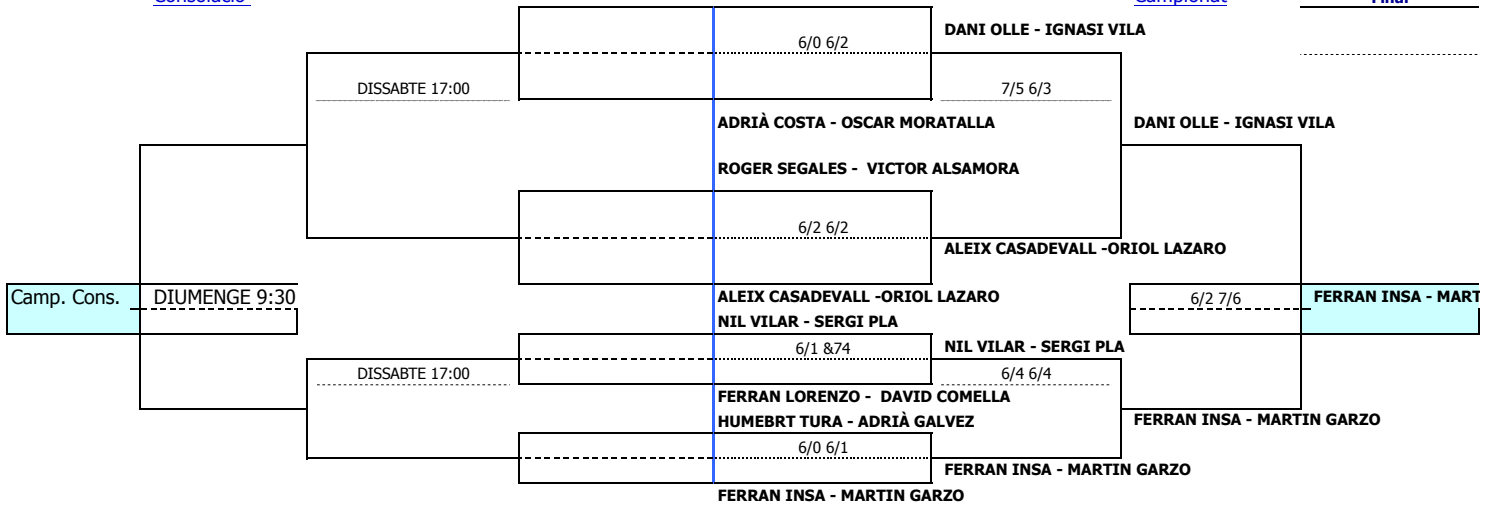 Consolació
Campionat
Final
6/0 6/2
DANI OLLE - IGNASI VILA
DISSABTE 17:00
7/5 6/3
ADRIÀ COSTA - OSCAR MORATALLA
DANI OLLE - IGNASI VILA
ROGER SEGALES - VICTOR ALSAMORA
6/2 6/2
ALEIX CASADEVALL -ORIOL LAZARO
Camp. Cons.
DIUMENGE 9:30
ALEIX CASADEVALL -ORIOL LAZARO
6/2 7/6
FERRAN INSA - MART
NIL VILAR - SERGI PLA
6/1 &74
NIL VILAR - SERGI PLA
DISSABTE 17:00
6/4 6/4
FERRAN LORENZO - DAVID COMELLA
HUMEBRT TURA - ADRIÀ GALVEZ
FERRAN INSA - MARTIN GARZO
6/0 6/1
FERRAN INSA - MARTIN GARZO
FERRAN INSA - MARTIN GARZO